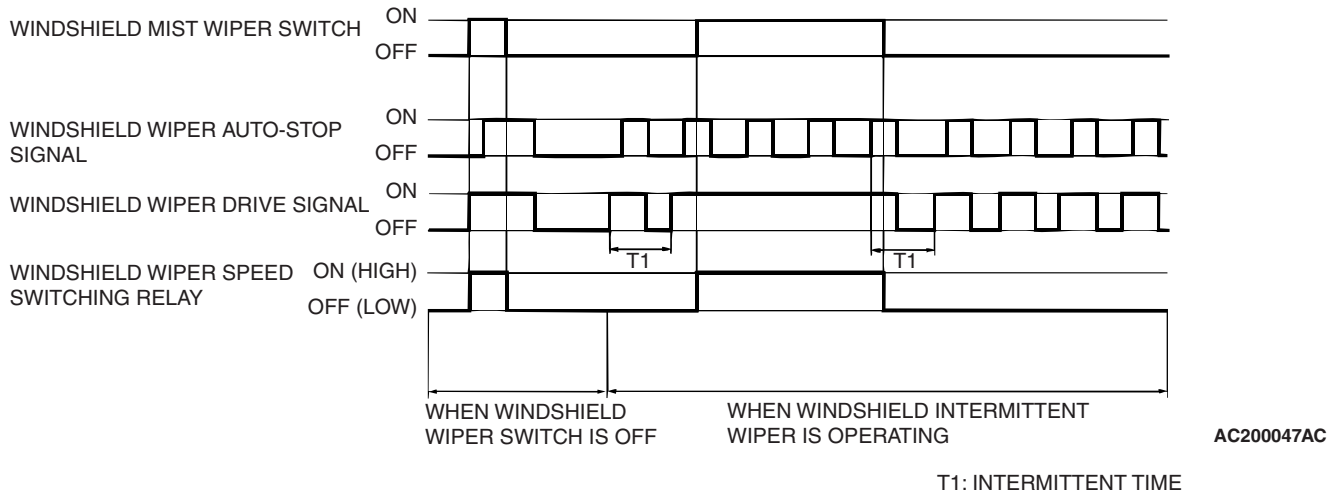 WINDSHIELD MIST WIPER SWITCH
ON
OFF
WINDSHIELD WIPER AUTO-STOP
SIGNAL
ON
OFF
WINDSHIELD WIPER DRIVE SIGNAL
ON
OFF
T1
T1
WINDSHIELD WIPER SPEED
SWITCHING RELAY
ON (HIGH)
OFF (LOW)
WHEN WINDSHIELD
WIPER SWITCH IS OFF
WHEN WINDSHIELD INTERMITTENT
WIPER IS OPERATING
AC200047AC
T1: INTERMITTENT TIME